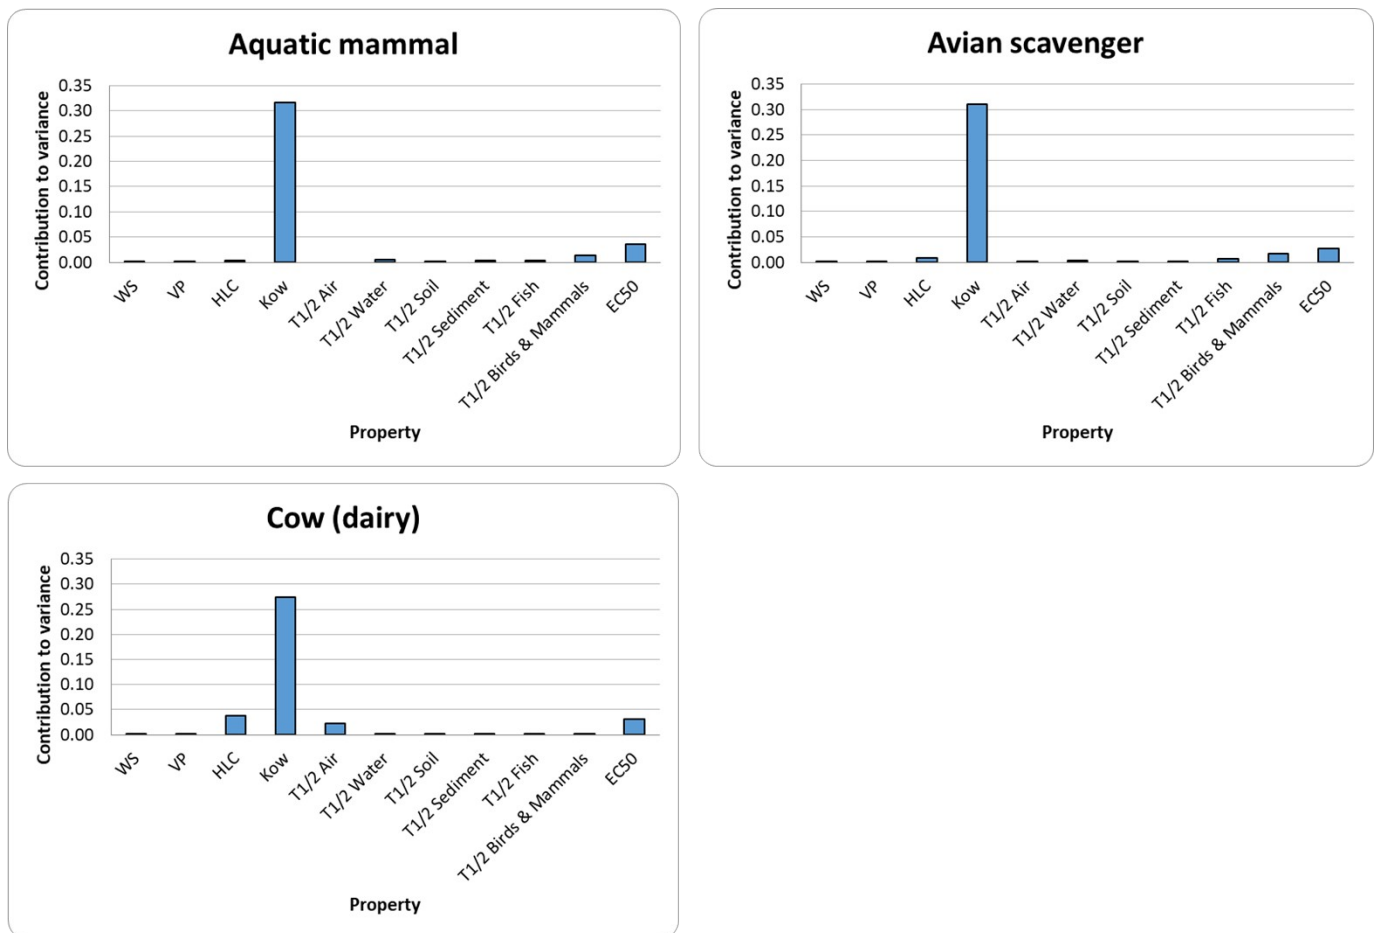 Aquatic mammal
Contribution to variance
0.35
0.30
0.25
0.20
0.15
0.10
0.05
0.00
WS
VP
HLC
Kow
T1/2 Air
T1/2 Water
T1/2 Soil
T1/2 Sediment
T1/2 Fish
T1/2 Birds & Mammals
EC50
Property
Avian scavenger
Contribution to variance
0.35
0.30
0.25
0.20
0.15
0.10
0.05
0.00
WS
VP
HLC
Kow
T1/2 Air
T1/2 Water
T1/2 Soil
T1/2 Sediment
T1/2 Fish
T1/2 Birds & Mammals
EC50
Property
Cow (dairy)
Contribution to variance
0.35
0.30
0.25
0.20
0.15
0.10
0.05
0.00
WS
VP
HLC
Kow
T1/2 Air
T1/2 Water
T1/2 Soil
T1/2 Sediment
T1/2 Fish
T1/2 Birds & Mammals
EC50
Property